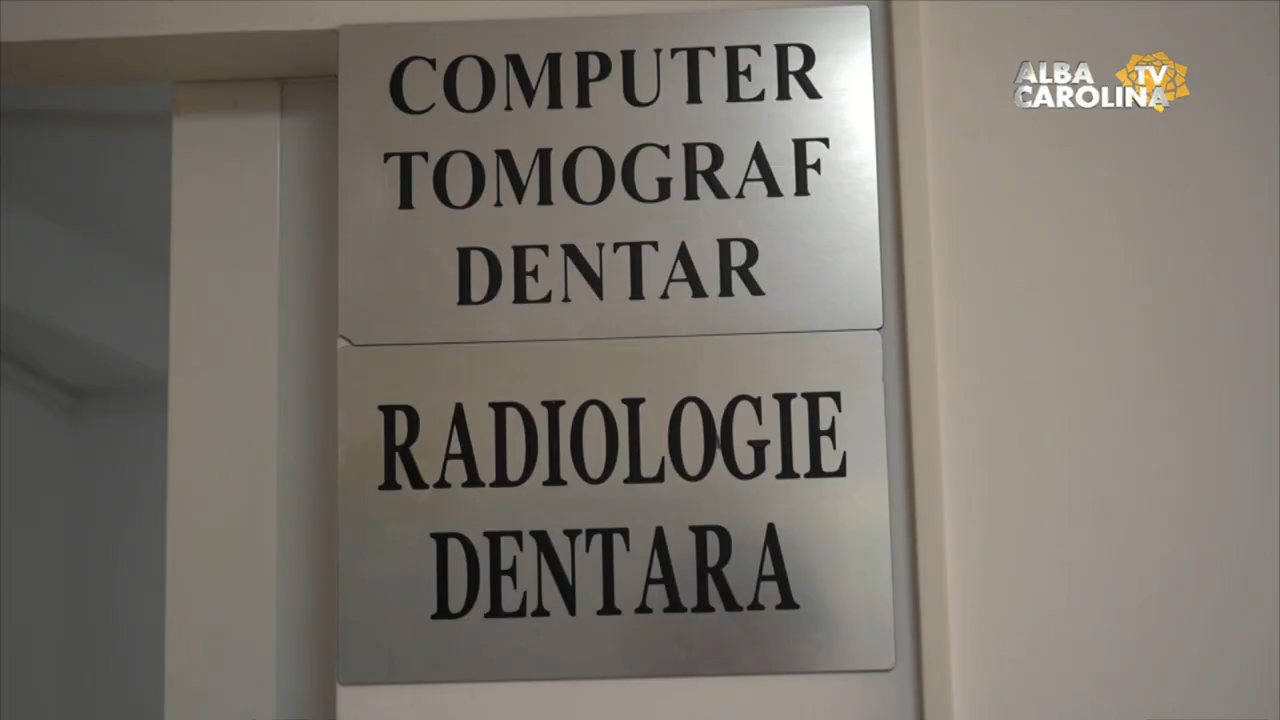 COMPUTER
TOMOGRAF
DENTAR
RADIOLOGIE
DENTARA
ALBA
CAROLINA TV